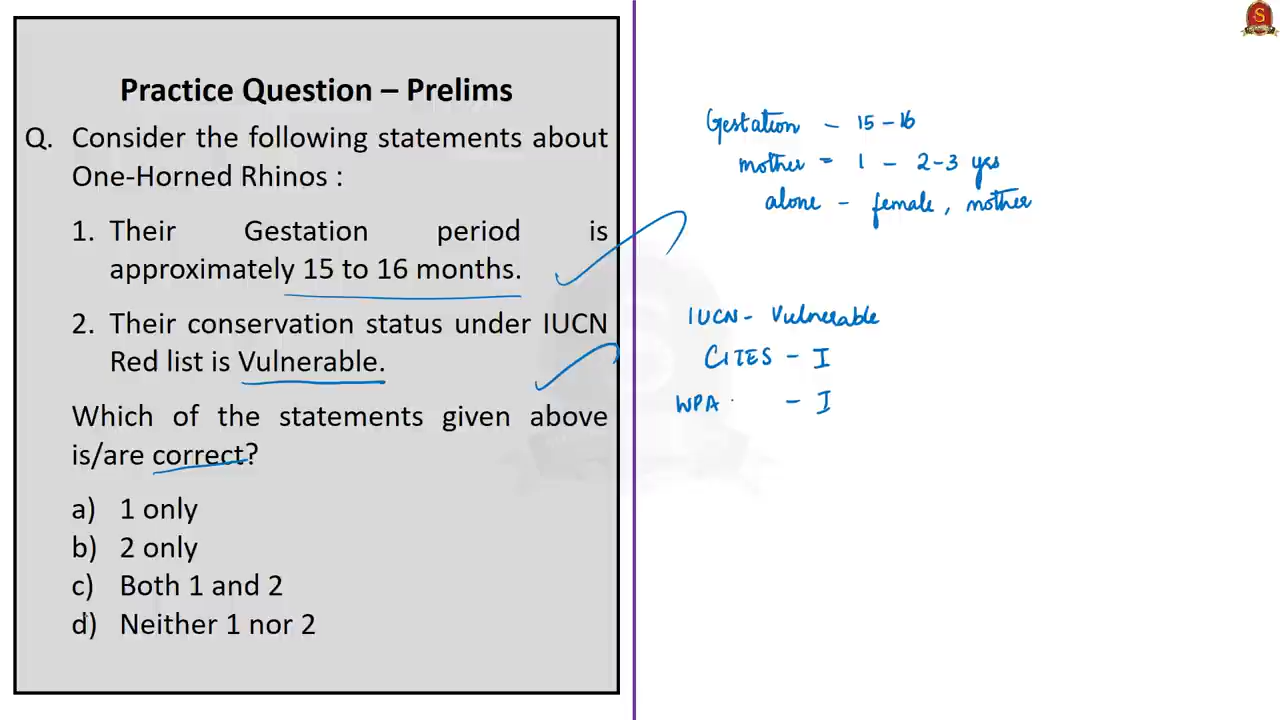 Practice Question – Prelims
Q. Consider the following statements about
One-Horned Rhinos :
1. Their Gestation period is
approximately 15 to 16 months.
2. Their conservation status under IUCN
Red list is Vulnerable.
Which of the statements given above
is/are correct?
a) 1 only
b) 2 only
c) Both 1 and 2
d) Neither 1 nor 2
Gestation – 15 – 16
mother = 1 – 2-3 yrs
alone – female, mother
IUCN - Vulnerable
CITES – I
WPA – I